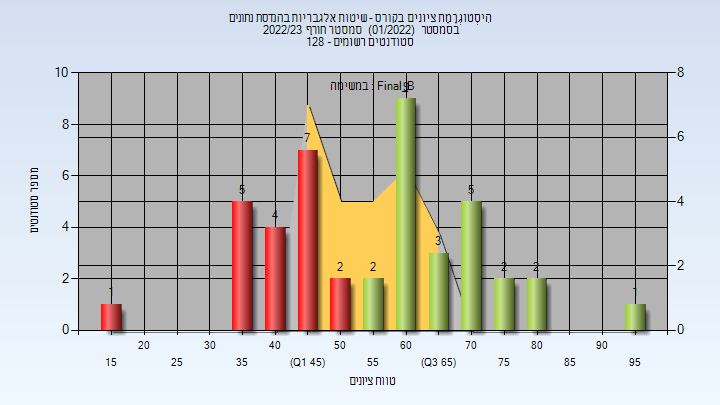 היסטוגרמת ציונים בקורס - שיטות אלגבריות בהנדסת נתונים
בסמסטר (01/2022) סמסטר חורף 2022/23
סטודנטים רשומים - 128
במשימה : Final_B
מספר סטודנטים
10 8 6 4 2 0
8 6 4 2 0
1 5 4 7 2 2 9 3 5 2 2 1
20 30 40 50 60 70 80 90
15 25 35 (Q1 45) 55 (Q3 65) 75 85 95
טווח ציונים